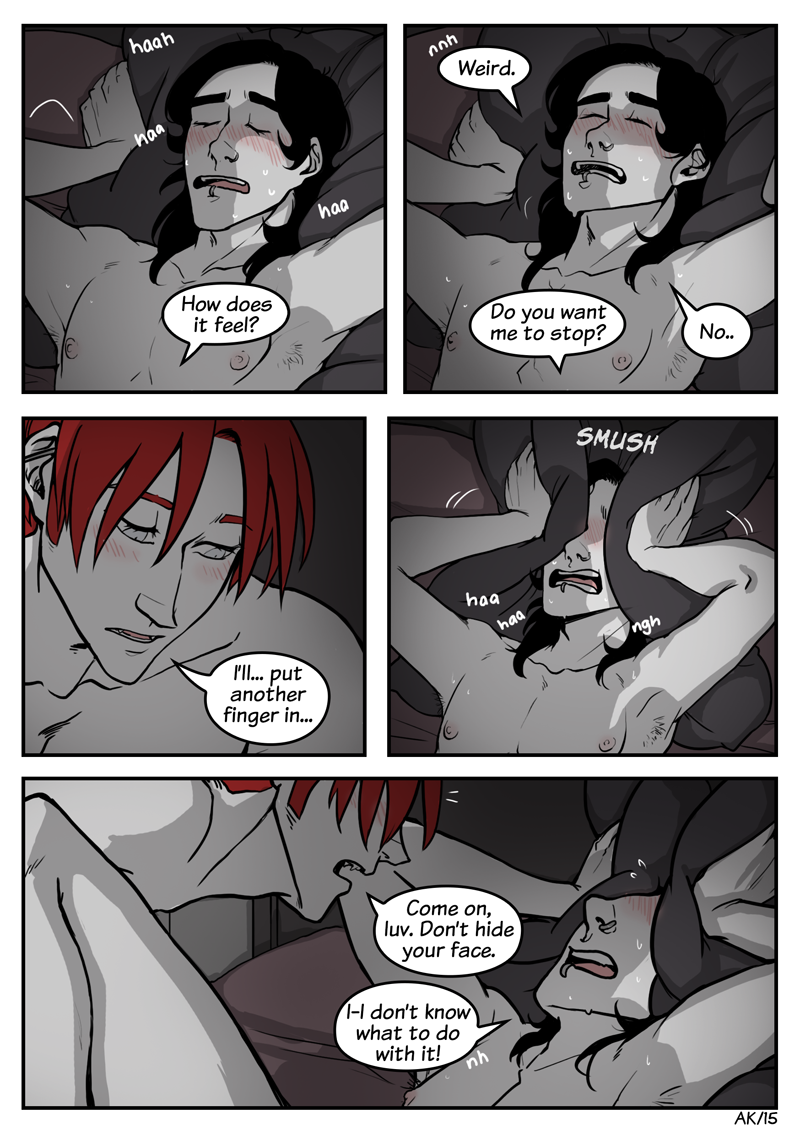 haah
haa
haa
How does
it feel?
nnh
Weird.
Do you want
me to stop?
No..
I'll... put
another
finger in...
SMUSH
haa
haa
ngh
Come on,
luv. Don't hide
your face.
I-I don't know
what to do
with it!
nh
AK/15